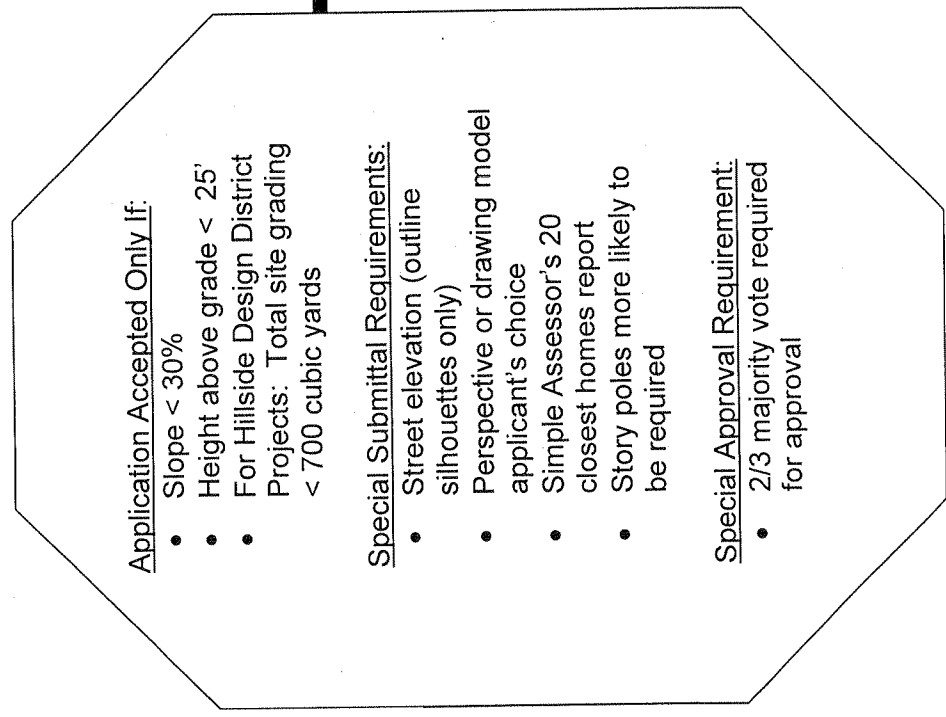 Application Accepted Only If:
• Slope < 30%
• Height above grade < 25'
• For Hillside Design District
Projects: Total site grading
< 700 cubic yards
Special Submittal Requirements:
• Street elevation (outline
silhouettes only)
• Perspective or drawing model
applicant's choice
• Simple Assessor's 20
closest homes report
• Story poles more likely to
be required
Special Approval Requirement:
• 2/3 majority vote required
for approval